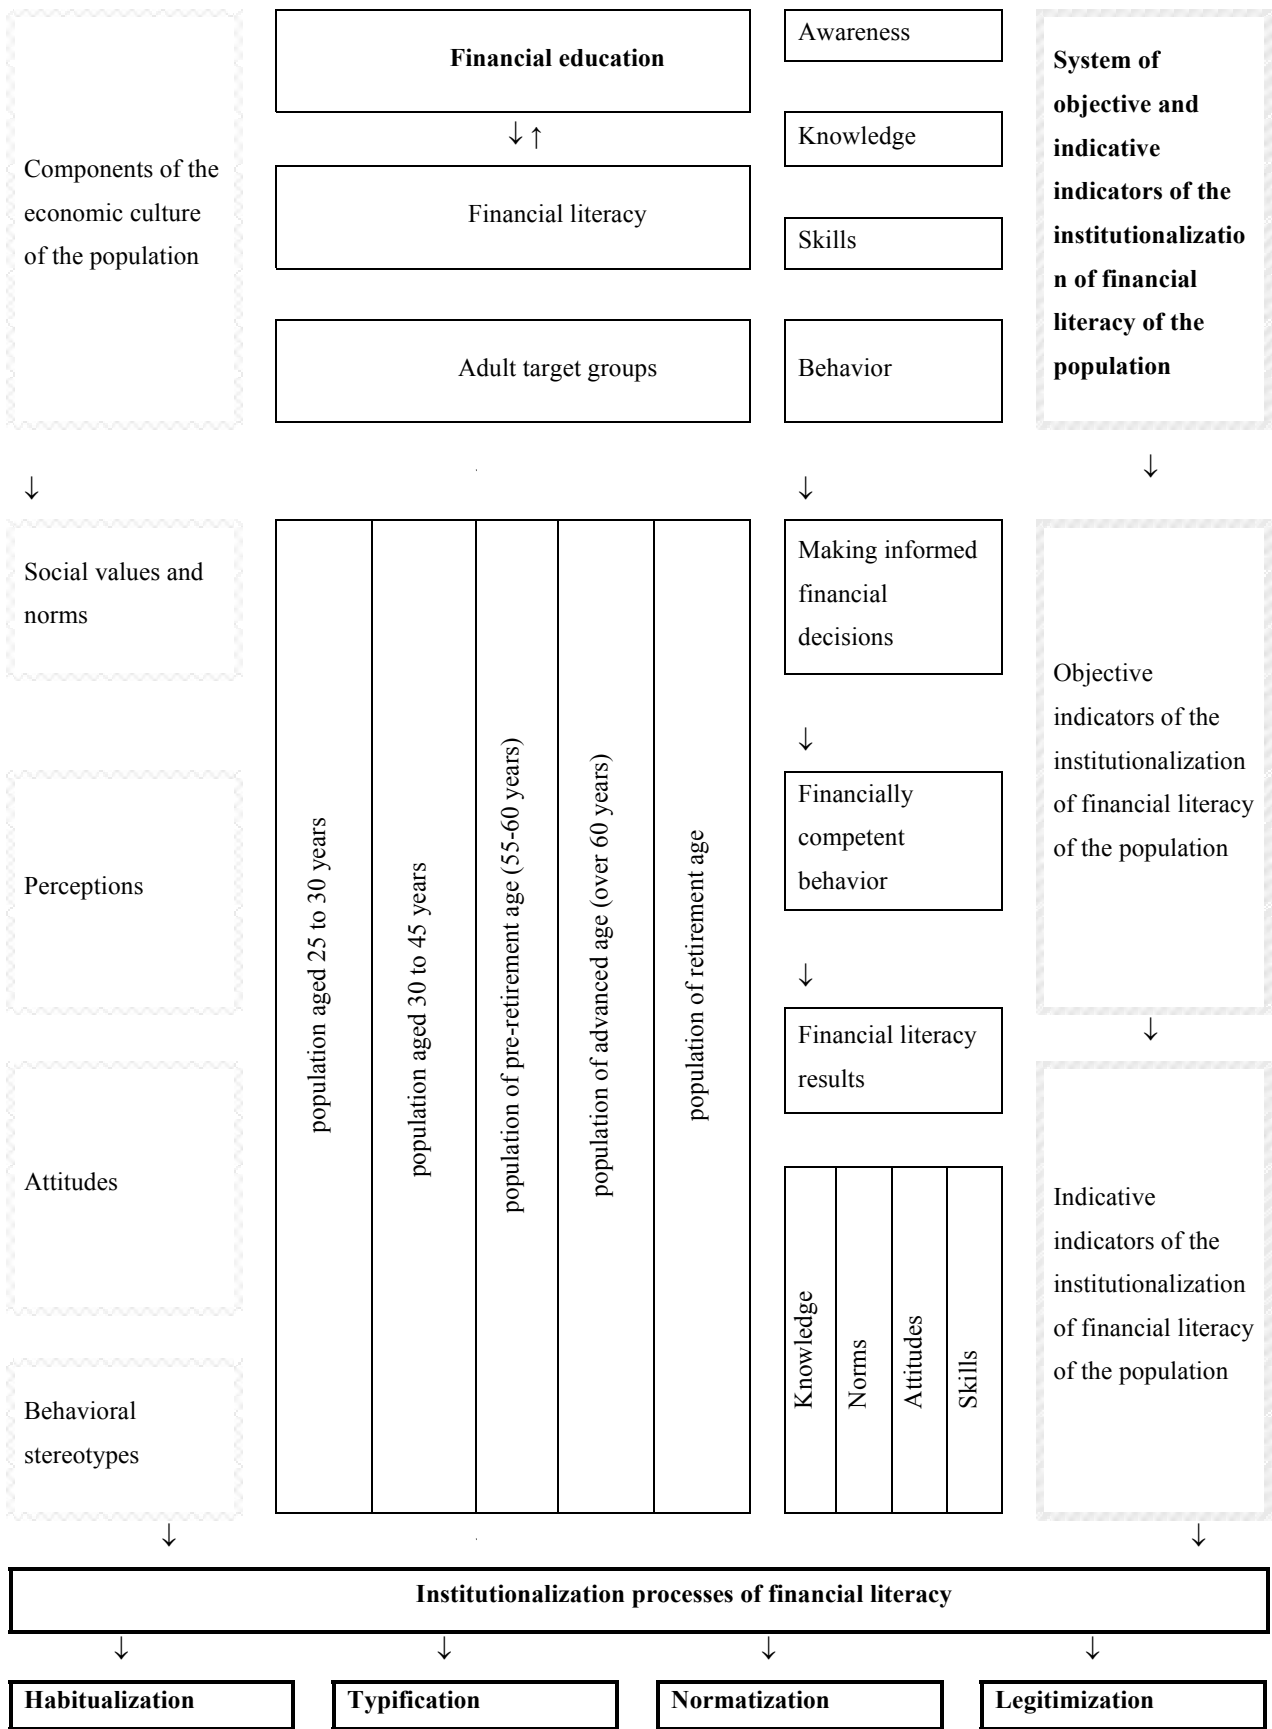 Components of the
economic culture
of the population
Financial education
↓ ↑
Financial literacy
Adult target groups
Awareness
Knowledge
Skills
Behavior
System of
objective and
indicative
indicators of the
institutionalizatio
n of financial
literacy of the
population
↓
↓
↓
Social values and
norms
Perceptions
Attitudes
Behavioral
stereotypes
population aged 25 to 30 years
population aged 30 to 45 years
population of pre-retirement age (55-60 years)
population of advanced age (over 60 years)
population of retirement age
Making informed
financial
decisions
↓
Financially
competent
behavior
↓
Financial literacy
results
Knowledge
Norms
Attitudes
Skills
Objective
indicators of the
institutionalization
of financial literacy
of the population
↓
Indicative
indicators of the
institutionalization
of financial literacy
of the population
↓
↓
Institutionalization processes of financial literacy
↓ ↓ ↓ ↓
Habitualization
Typification
Normatization
Legitimization